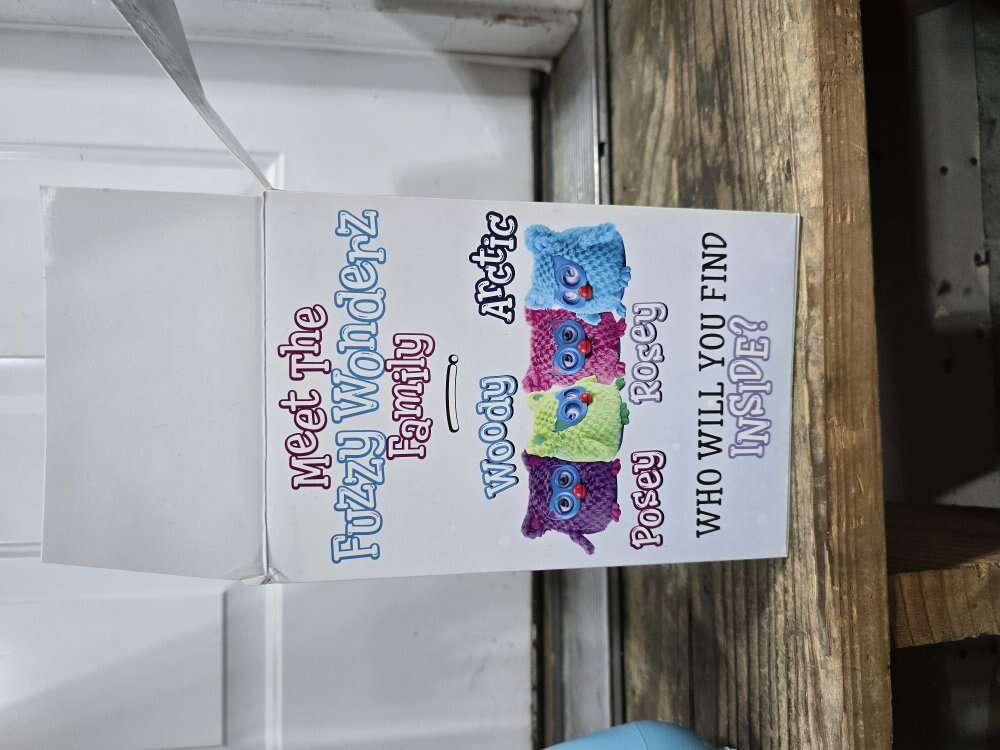 Meet The
Fuzzy Wonderz
Family
Woody
Arctic
Posey
Rosey
WHO WILL YOU FIND
INSIDE?